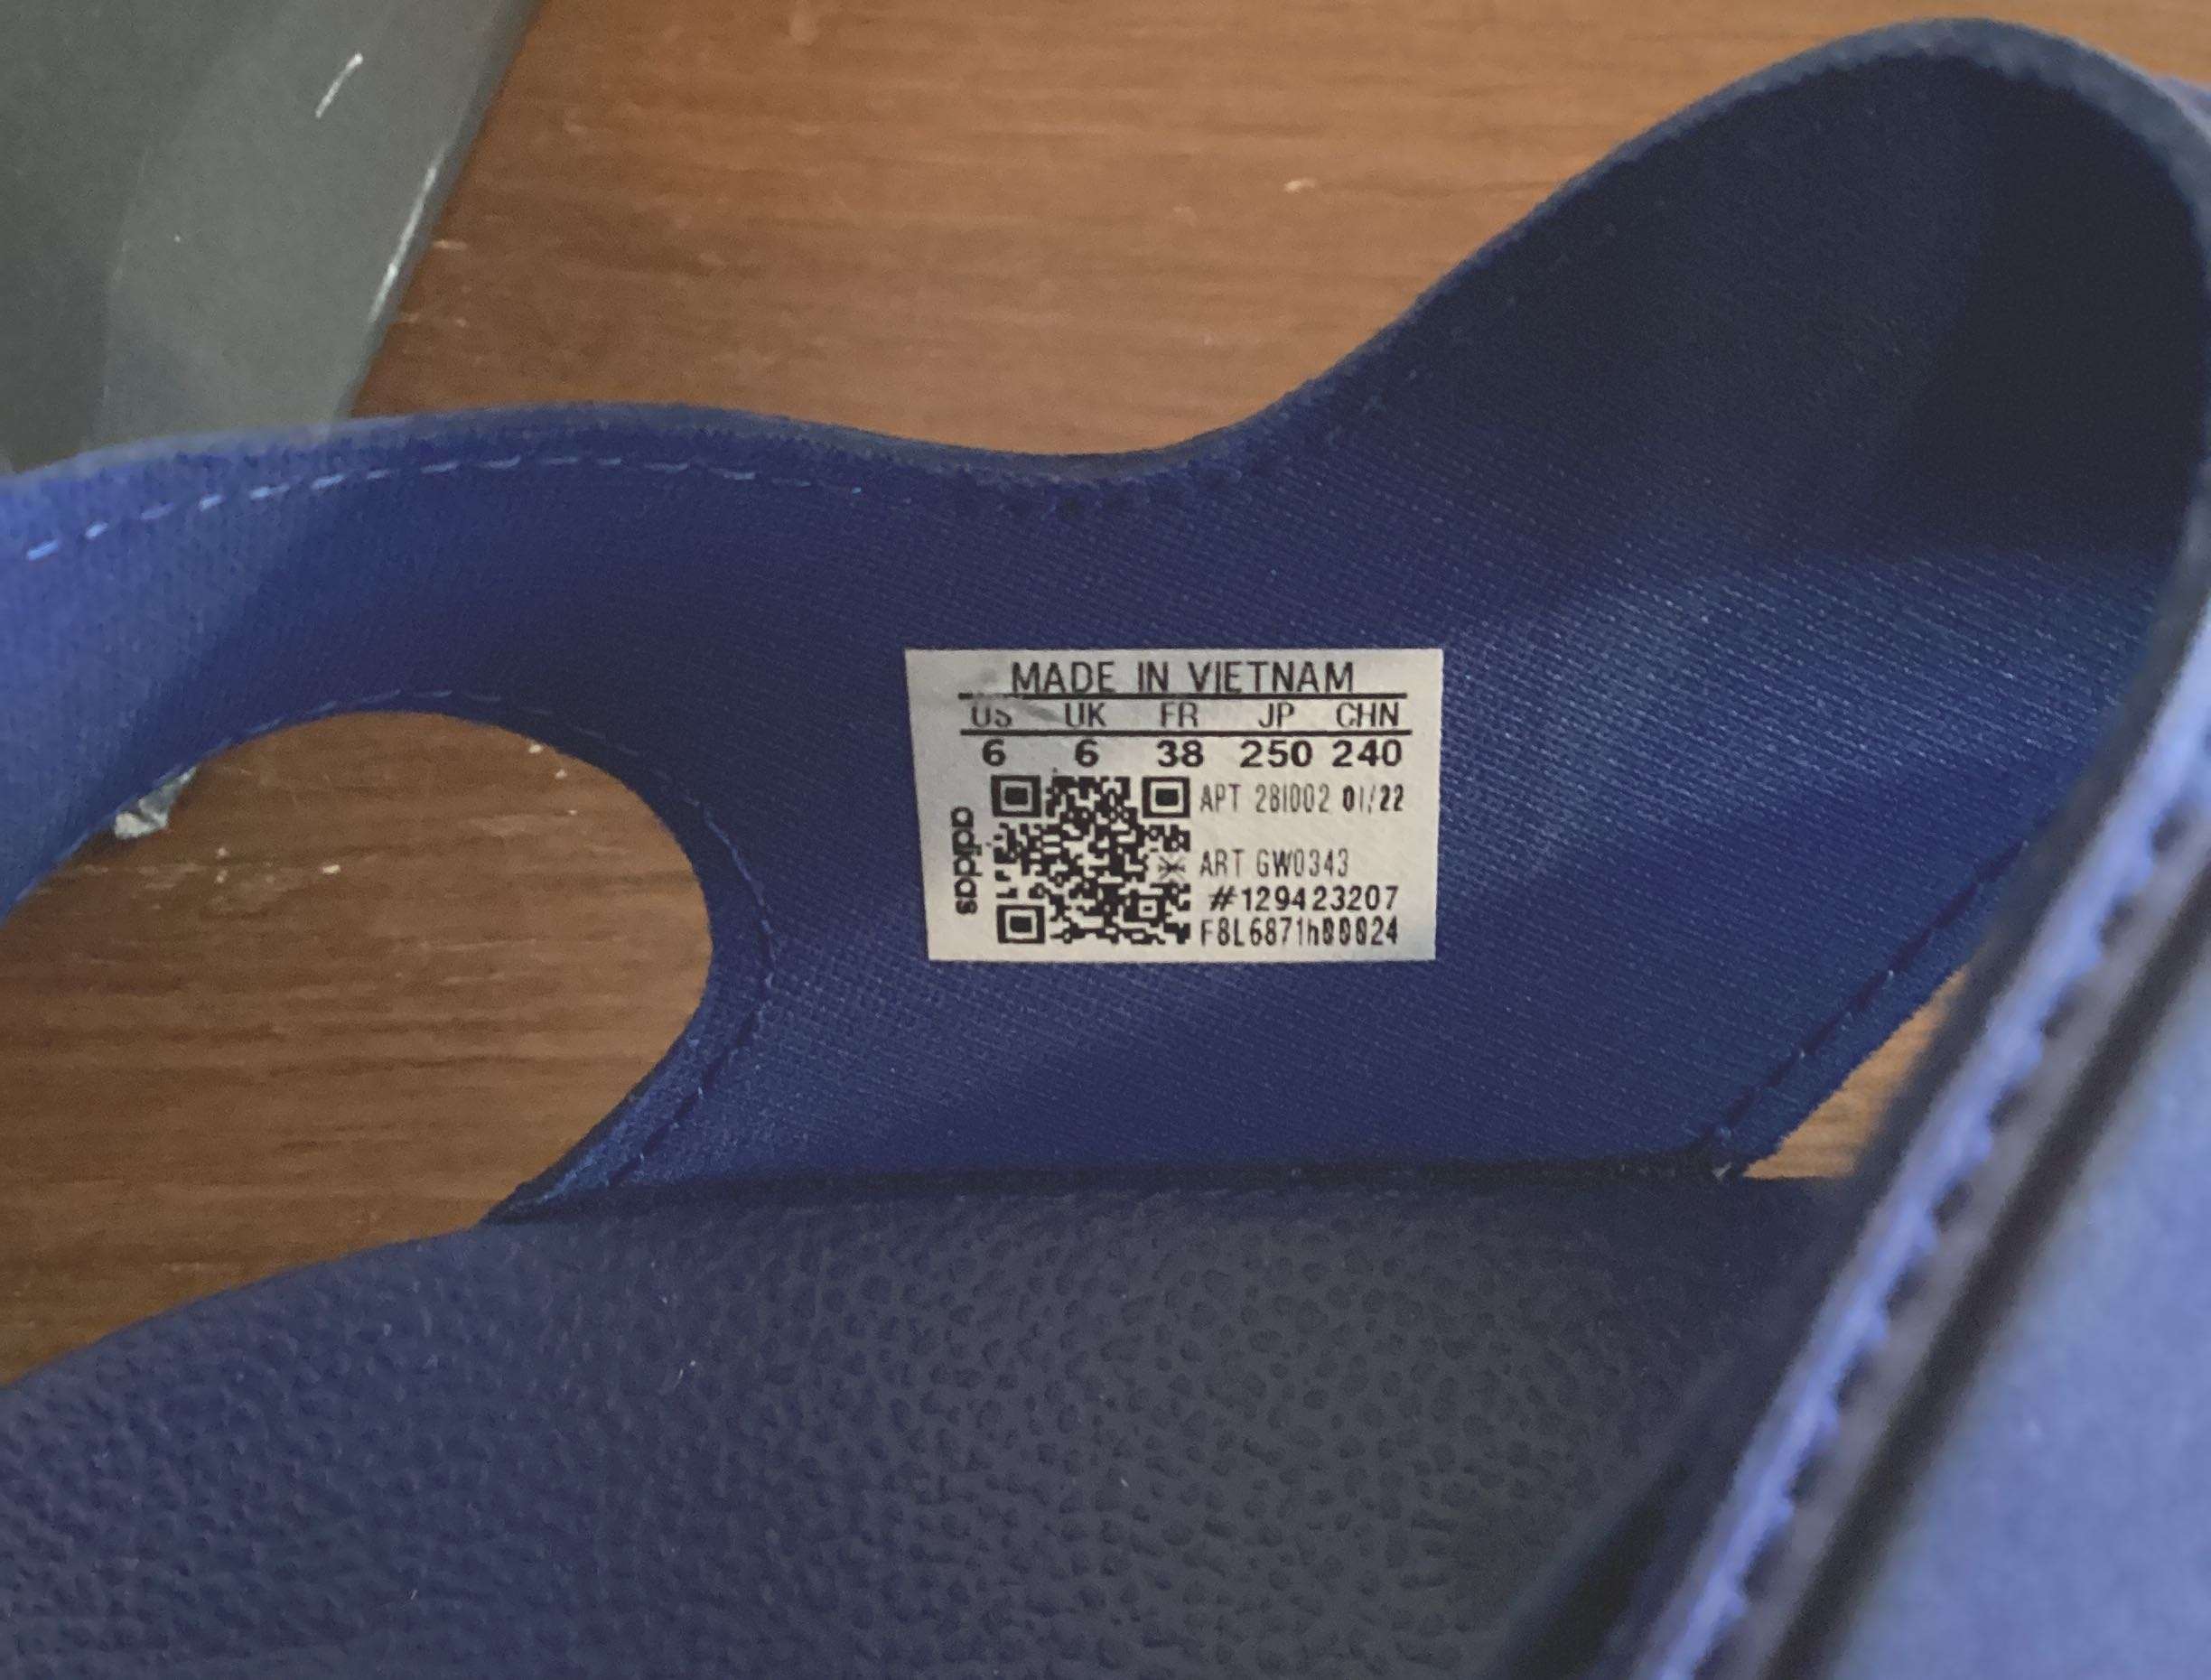 MADE IN VIETNAM
US UK FR JP CHN
6 6 38 250 240
APT 28I002 01/22
adidas
ART GW0343
#129423207
F8L6871h00024